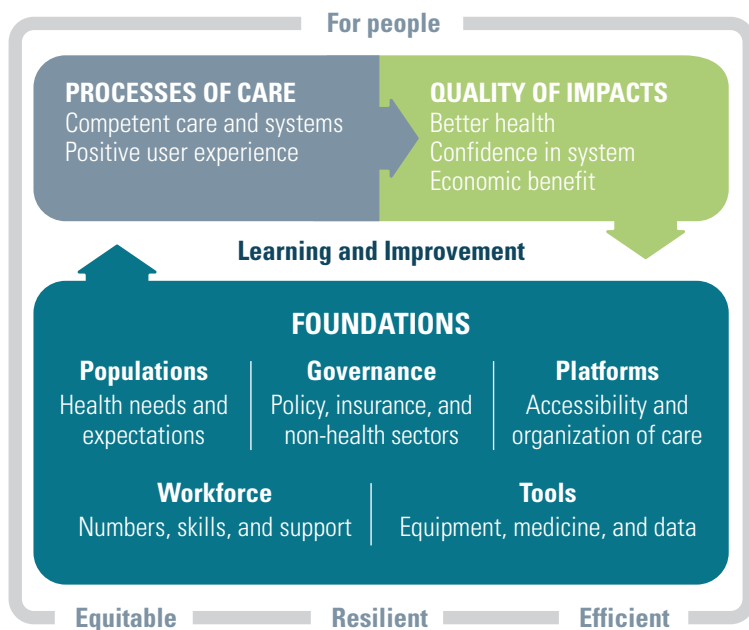 For people
PROCESSES OF CARE
Competent care and systems
Positive user experience
QUALITY OF IMPACTS
Better health
Confidence in system
Economic benefit
Learning and Improvement
FOUNDATIONS
Populations
Health needs and
expectations
Governance
Policy, insurance, and
non-health sectors
Platforms
Accessibility and
organization of care
Workforce
Numbers, skills, and support
Tools
Equipment, medicine, and data
Equitable
Resilient
Efficient